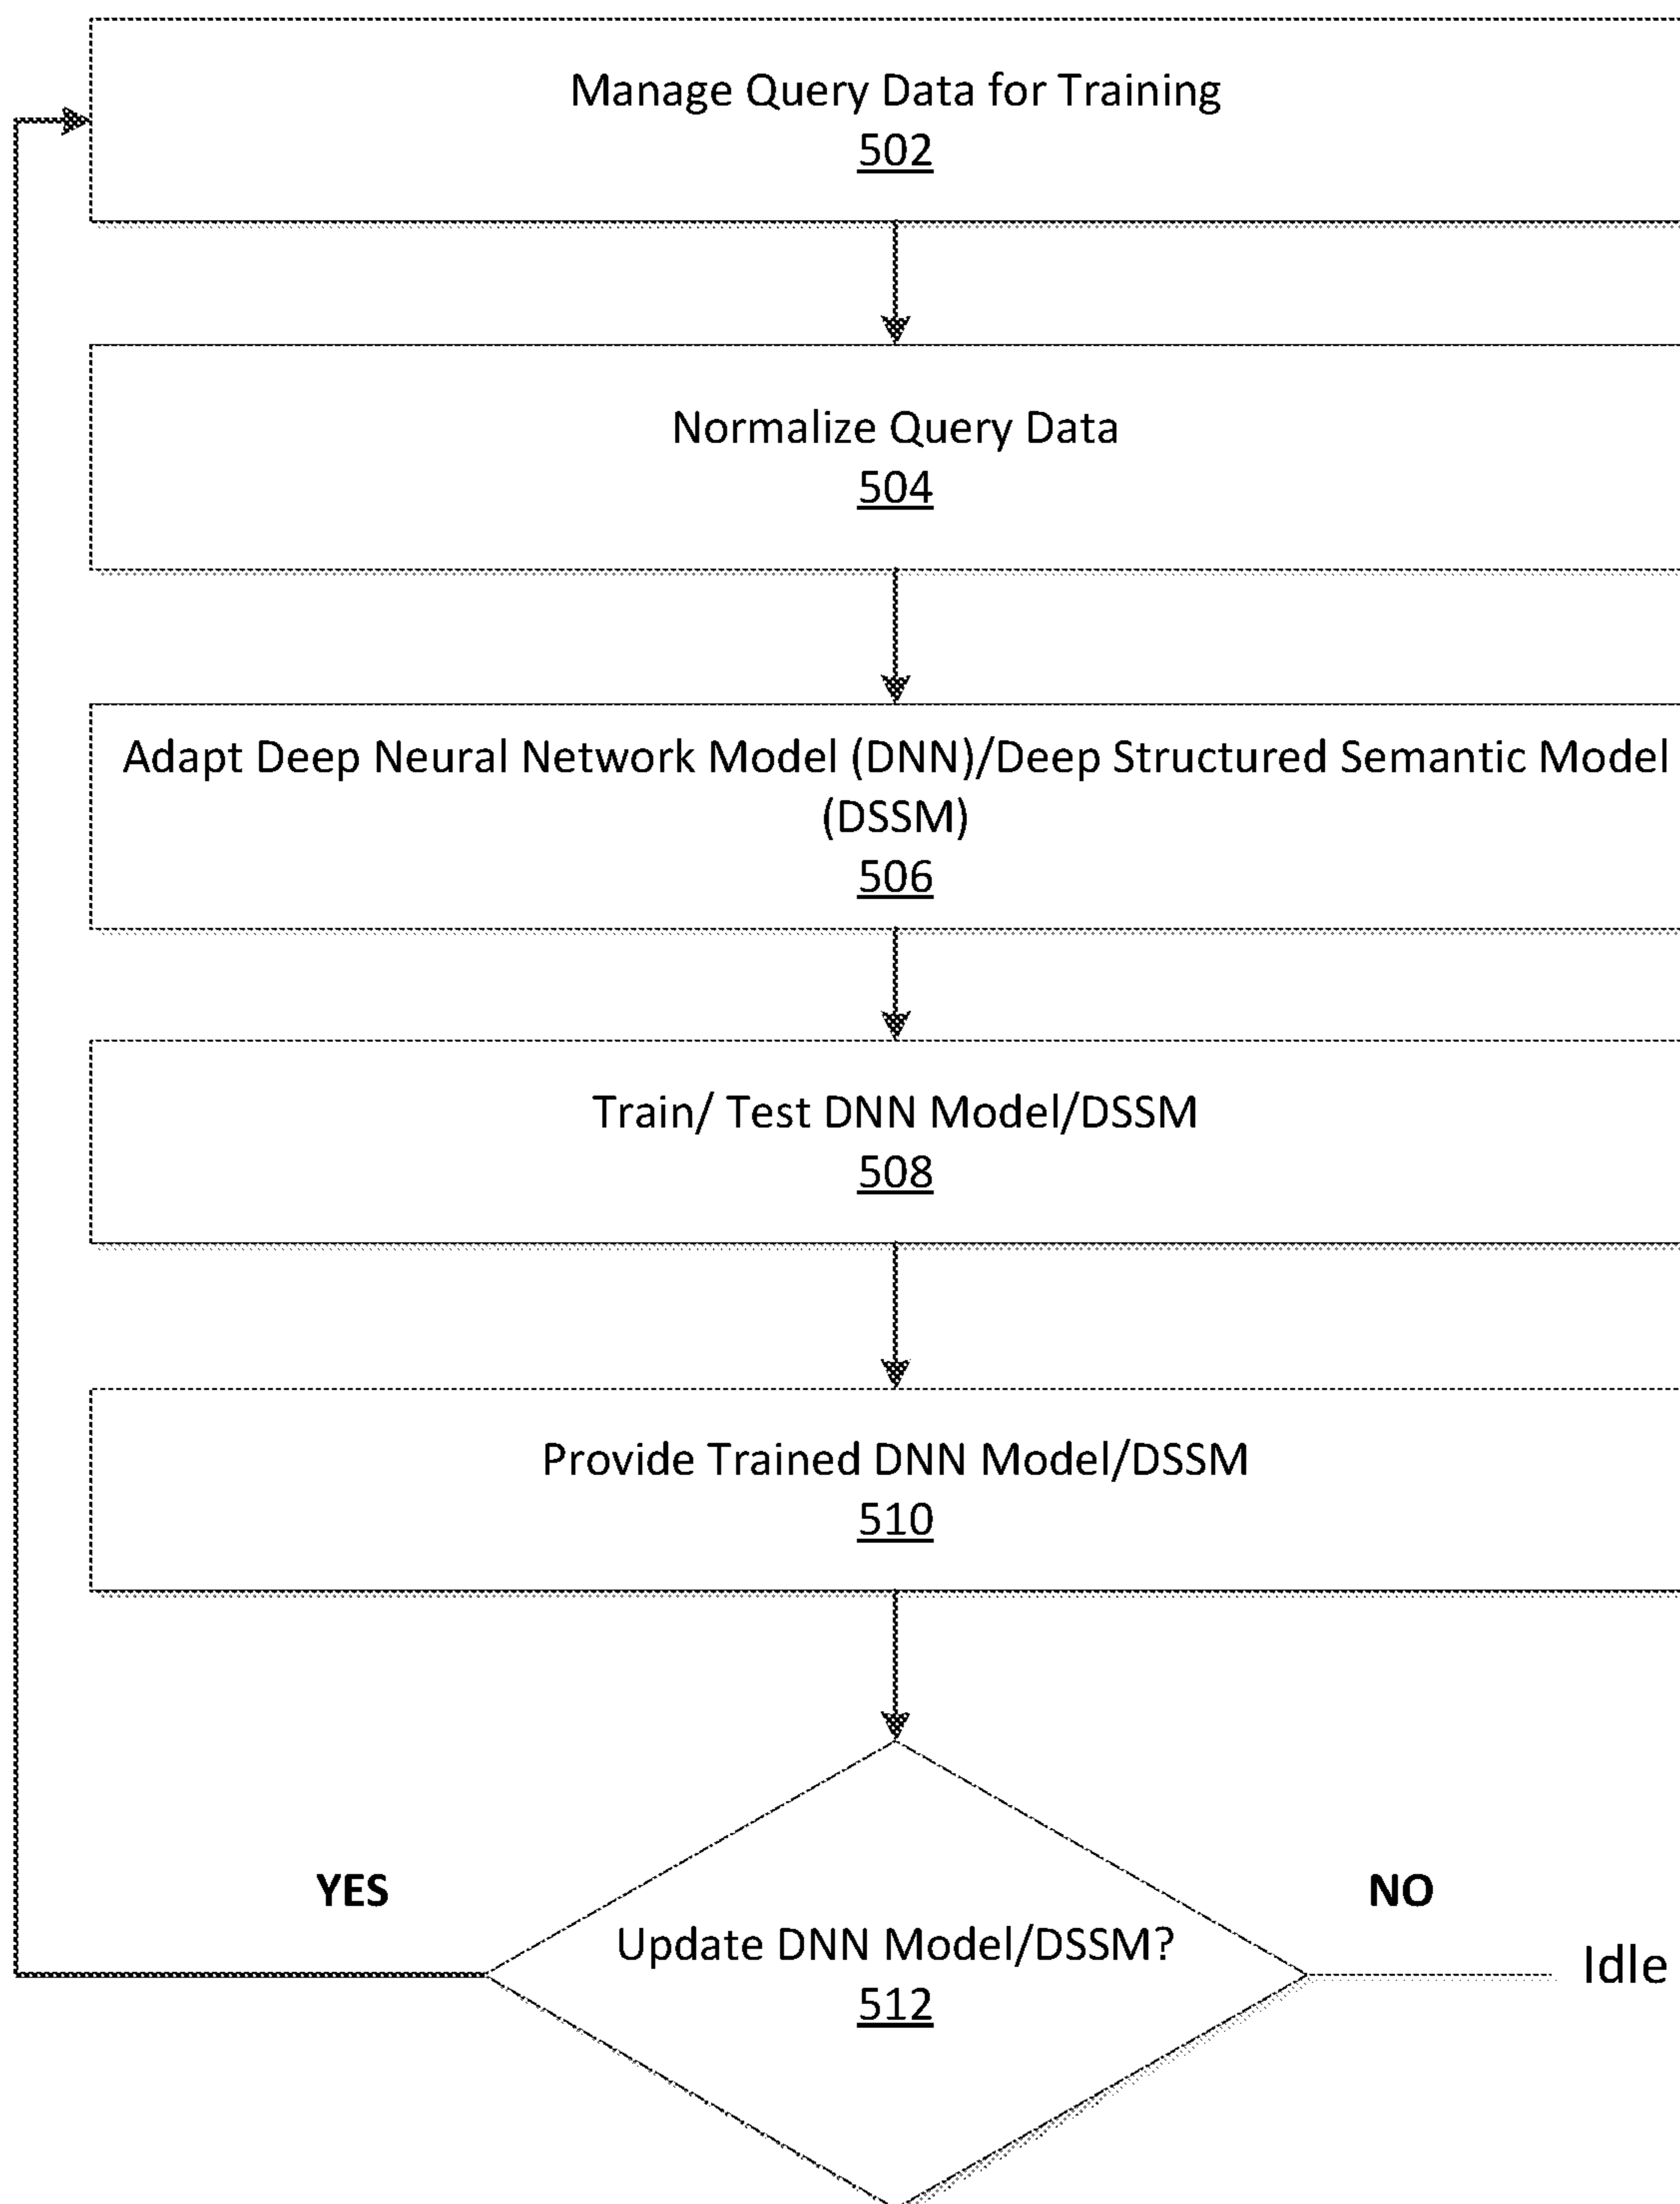 Manage Query Data for Training
502
Normalize Query Data
504
Adapt Deep Neural Network Model (DNN)/Deep Structured Semantic Model
(DSSM)
506
Train/ Test DNN Model/DSSM
508
Provide Trained DNN Model/DSSM
510
YES
NO
Update DNN Model/DSSM?
512
Idle